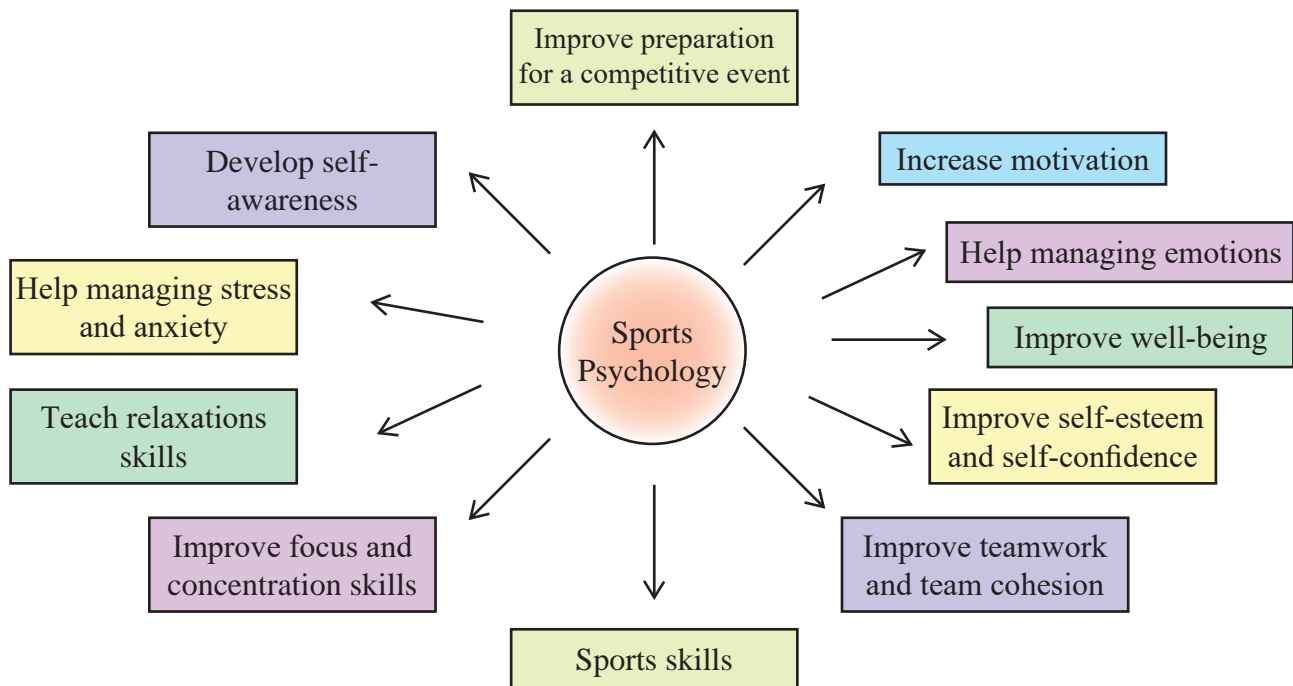 Improve preparation
for a competitive event
Develop self-
awareness
Increase motivation
Help managing emotions
Help managing stress
and anxiety
Sports
Psychology
Improve well-being
Teach relaxations
skills
Improve self-esteem
and self-confidence
Improve focus and
concentration skills
Improve teamwork
and team cohesion
Sports skills